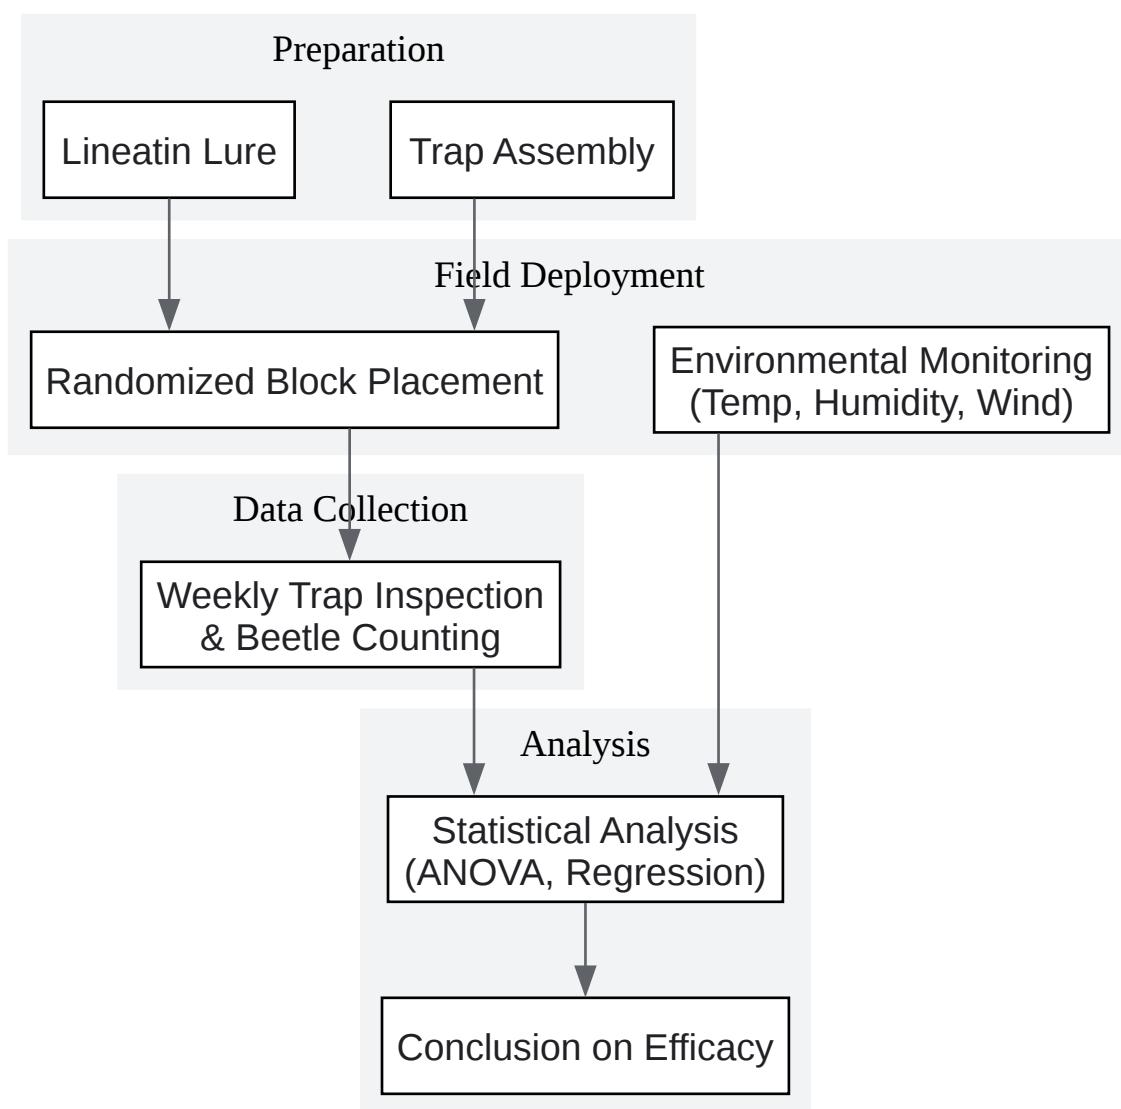 Preparation
Lineatin Lure
Trap Assembly
Field Deployment
Randomized Block Placement
Environmental Monitoring
(Temp, Humidity, Wind)
Data Collection
Weekly Trap Inspection
& Beetle Counting
Analysis
Statistical Analysis
(ANOVA, Regression)
Conclusion on Efficacy